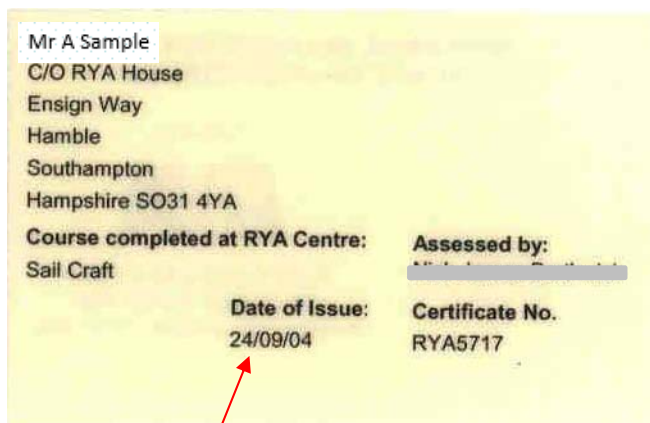 Mr A Sample
C/O RYA House
Ensign Way
Hamble
Southampton
Hampshire SO31 4YA
Course completed at RYA Centre:
Sail Craft
Assessed by:
Date of Issue:
24/09/04
Certificate No.
RYA5717